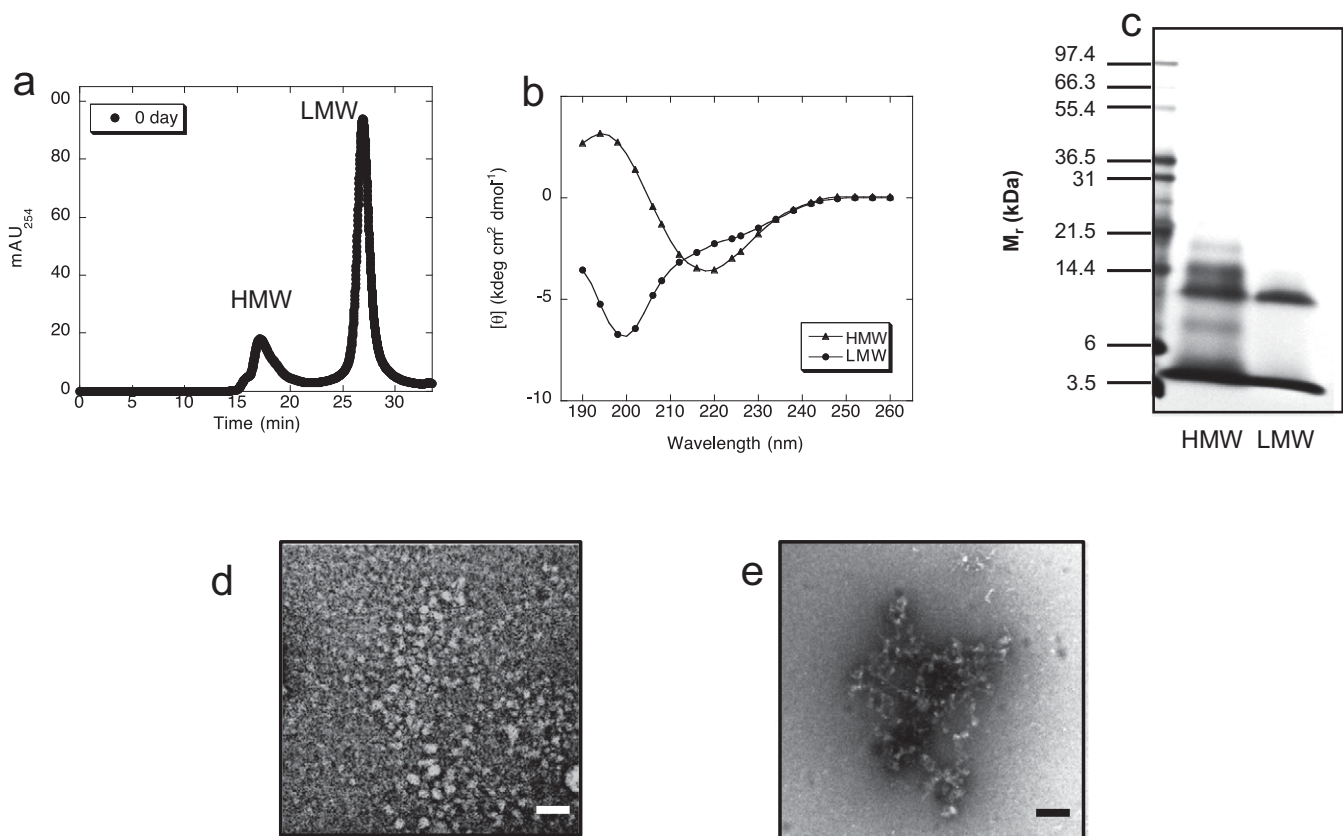 a
0 day
00
80
60
40
20
0
mAU254
HMW
LMW
0
5
10
15
20
25
30
Time (min)
b
5
0
-5
-10
[θ] (kdeg cm² dmol⁻¹)
HMW
LMW
190 200 210 220 230 240 250 260
Wavelength (nm)
c
97.4
66.3
55.4
36.5
31
21.5
14.4
6
3.5
Mr (kDa)
HMW LMW
d
e